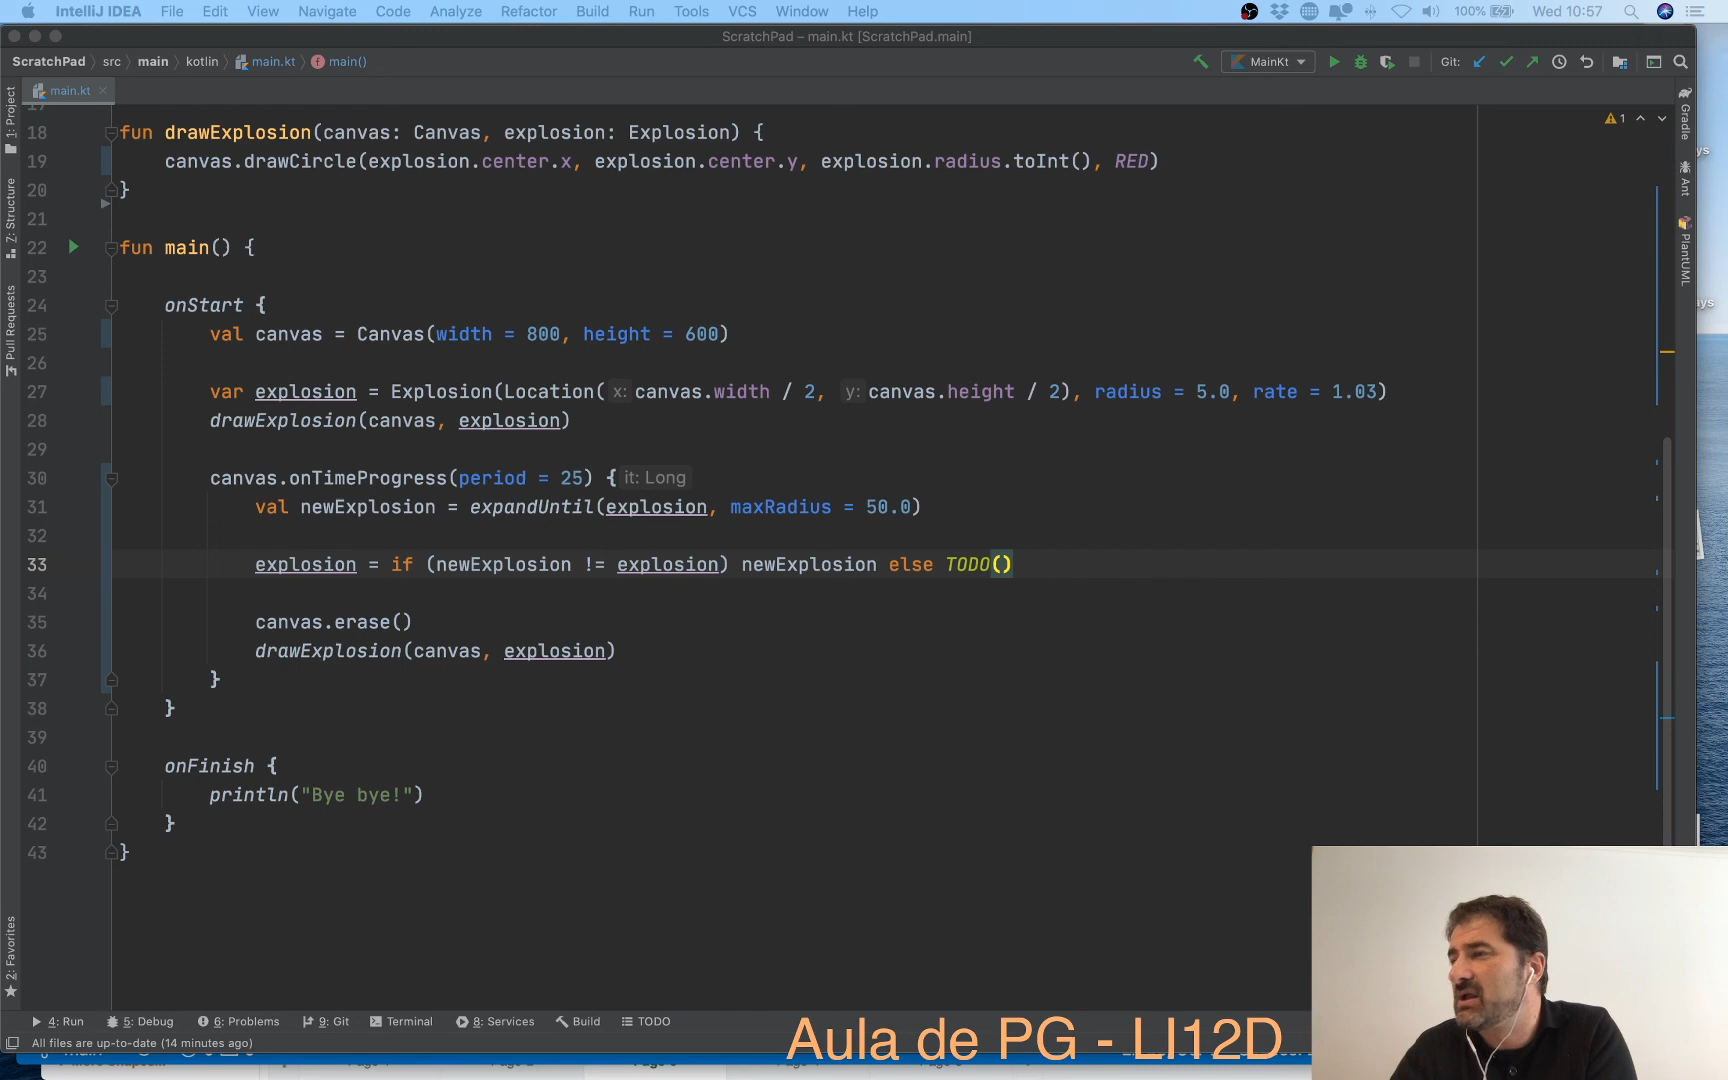 IntelliJ IDEA File Edit View Navigate Code Analyze Refactor Build Run Tools VCS Window Help 100% Wed 10:57
ScratchPad – main.kt [ScratchPad.main]
ScratchPad src main kotlin main.kt main() MainKt Git:
main.kt
1: Project
Z: Structure
Pull Requests
2: Favorites
Gradle
Ant
PlantUML
1
17
18 fun drawExplosion(canvas: Canvas, explosion: Explosion) {
19 canvas.drawCircle(explosion.center.x, explosion.center.y, explosion.radius.toInt(), RED)
20 }
21
22 fun main() {
23
24 onStart {
25 val canvas = Canvas(width = 800, height = 600)
26
27 var explosion = Explosion(Location( x: canvas.width / 2, y: canvas.height / 2), radius = 5.0, rate = 1.03)
28 drawExplosion(canvas, explosion)
29
30 canvas.onTimeProgress(period = 25) { it: Long
31 val newExplosion = expandUntil(explosion, maxRadius = 50.0)
32
33 explosion = if (newExplosion != explosion) newExplosion else TODO()
34
35 canvas.erase()
36 drawExplosion(canvas, explosion)
37 }
38 }
39
40 onFinish {
41 println("Bye bye!")
42 }
43 }
4: Run 5: Debug 6: Problems 9: Git Terminal 8: Services Build TODO
All files are up-to-date (14 minutes ago)
Aula de PG - LI12D